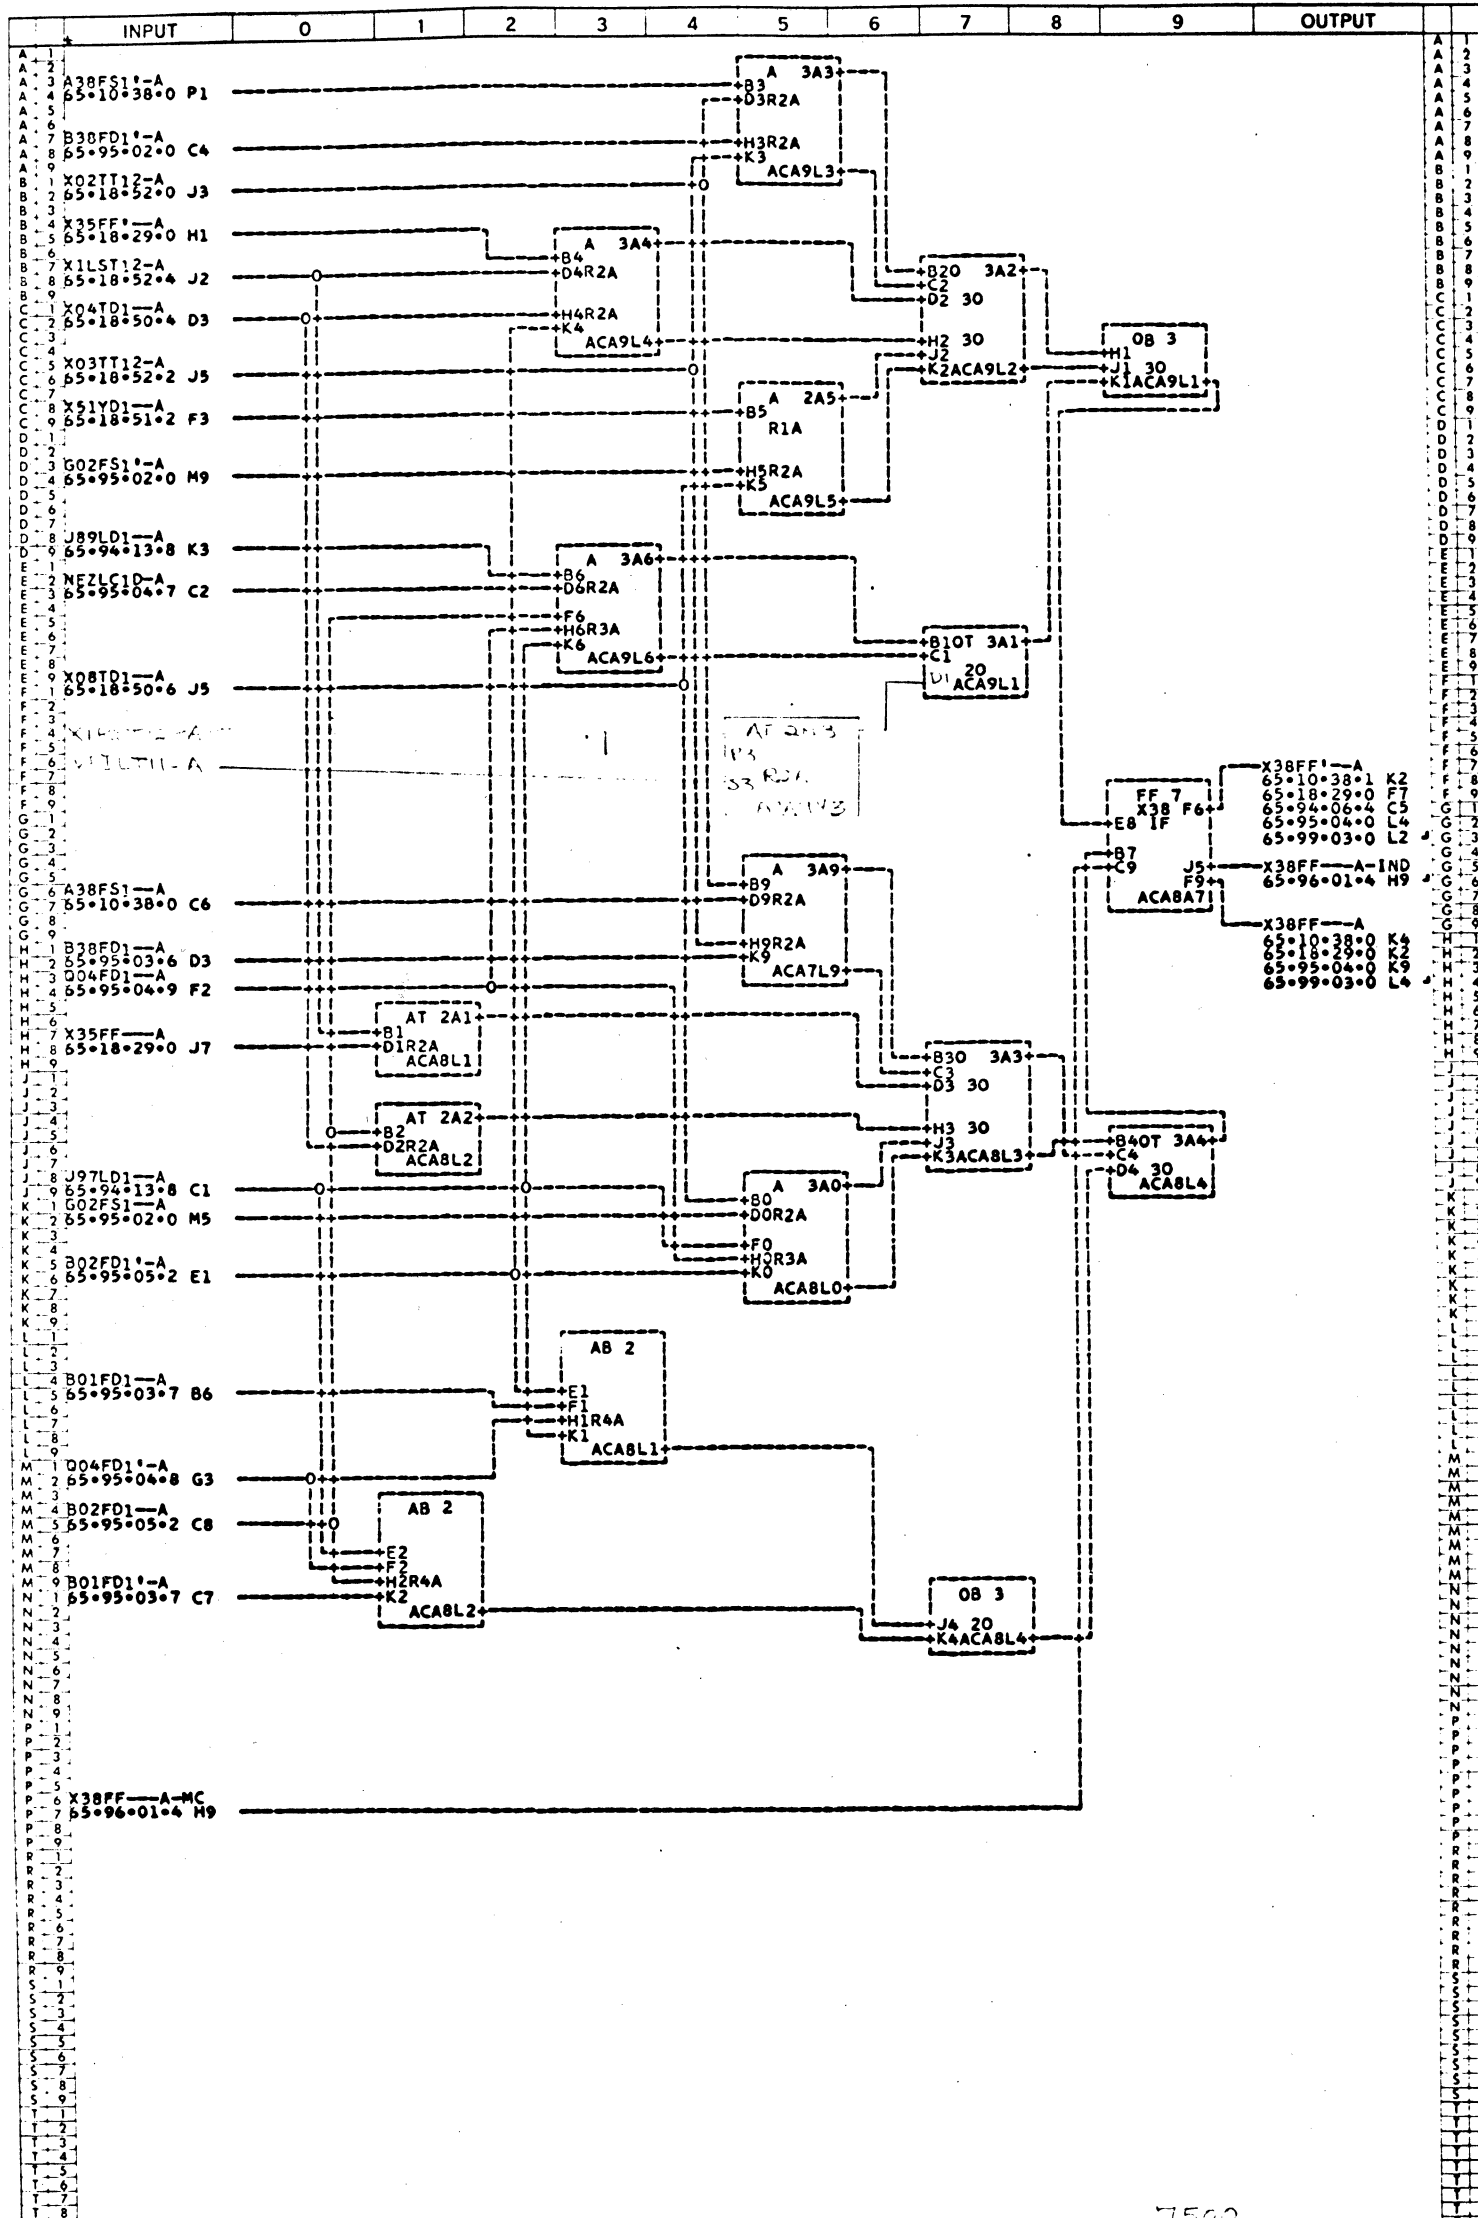 INPUT 0 1 2 3 4 5 6 7 8 9 OUTPUT
A38FS1'-A
65•10•38•0 P1
B38FD1'-A
65•95•02•0 C4
X02TT12-A
65•18•52•0 J3
X35FF'—A
65•18•29•0 H1
X1LST12-A
65•18•52•4 J2
X04TD1—A
65•18•50•4 D3
X03TT12-A
65•18•52•2 J5
X51YD1—A
65•18•51•2 F3
G02FS1'-A
65•95•02•0 M9
J89LD1—A
65•94•13•8 K3
NEZLC1D-A
65•95•04•7 C2
X08TD1—A
65•18•50•6 J5
A38FS1—A
65•10•38•0 C6
B38FD1—A
65•95•03•6 D3
Q04FD1—A
65•95•04•9 F2
X35FF——A
65•18•29•0 J7
J97LD1—A
65•94•13•8 C1
G02FS1—A
65•95•02•0 M5
B02FD1'-A
65•95•05•2 E1
B01FD1—A
65•95•03•7 B6
Q04FD1'-A
65•95•04•8 G3
B02FD1—A
65•95•05•2 C8
B01FD1'-A
65•95•03•7 C7
X38FF——A-MC
65•96•01•4 H9
A 3A3
B3
D3R2A
H3R2A
K3
ACA9L3
A 3A4
B4
D4R2A
H4R2A
K4
ACA9L4
A 2A5
B5
R1A
H5R2A
K5
ACA9L5
A 3A6
B6
D6R2A
F6
H6R3A
K6
ACA9L6
B2O 3A2
C2
D2 3O
H2 3O
J2
K2ACA9L2
OB 3
H1
J1 3O
K1ACA9L1
B1OT 3A1
C1
D1 2O
ACA9L1
FF 7
X38 F6
E8 IF
B7
C9 J5
F9
ACA8A7
A 3A9
B9
D9R2A
H9R2A
K9
ACA7L9
AT 2A1
B1
D1R2A
ACA8L1
AT 2A2
B2
D2R2A
ACA8L2
B3O 3A3
C3
D3 3O
H3 3O
J3
K3ACA8L3
B4OT 3A4
C4
D4 3O
ACA8L4
A 3A0
B0
D0R2A
F0
H0R3A
K0
ACA8L0
AB 2
E1
F1
H1R4A
K1
ACA8L1
AB 2
E2
F2
H2R4A
K2
ACA8L2
OB 3
J4 2O
K4ACA8L4
X38FF'—A
65•10•38•1 K2
65•18•29•0 F7
65•94•06•4 C5
65•95•04•0 L4
65•99•03•0 L2
X38FF——A-IND
65•96•01•4 H9
X38FF——A
65•10•38•0 K4
65•18•29•0 K2
65•95•04•0 K9
65•99•03•0 L4